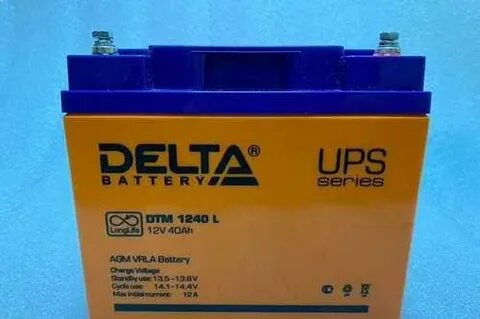 DELTA®
BATTERY
UPS
series
LongLife
DTM 1240 L
12V 40Ah
AGM VRLA Battery
Charge Voltage
Standby use: 13.5-13.8V
Cycle use: 14.1-14.4V
Max initial current: 12A